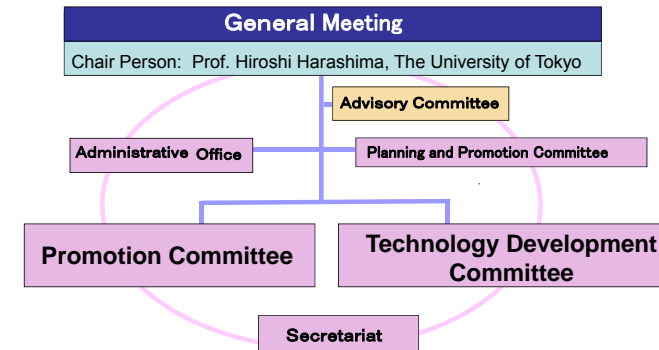 General Meeting
Chair Person: Prof. Hiroshi Harashima, The University of Tokyo
Advisory Committee
Administrative Office
Planning and Promotion Committee
Promotion Committee
Technology Development
Committee
Secretariat